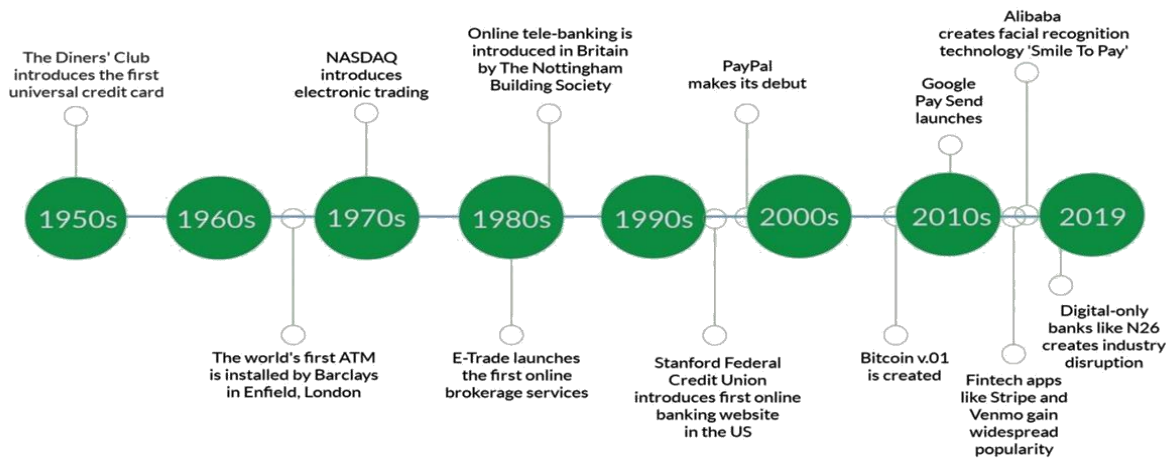 The Diners' Club
introduces the first
universal credit card
NASDAQ
introduces
electronic trading
Online tele-banking is
introduced in Britain
by The Nottingham
Building Society
PayPal
makes its debut
Google
Pay Send
launches
Alibaba
creates facial recognition
technology 'Smile To Pay'
1950s
1960s
1970s
1980s
1990s
2000s
2010s
2019
The world's first ATM
is installed by Barclays
in Enfield, London
E-Trade launches
the first online
brokerage services
Stanford Federal
Credit Union
introduces first online
banking website
in the US
Bitcoin v.01
is created
Fintech apps
like Stripe and
Venmo gain
widespread
popularity
Digital-only
banks like N26
creates industry
disruption